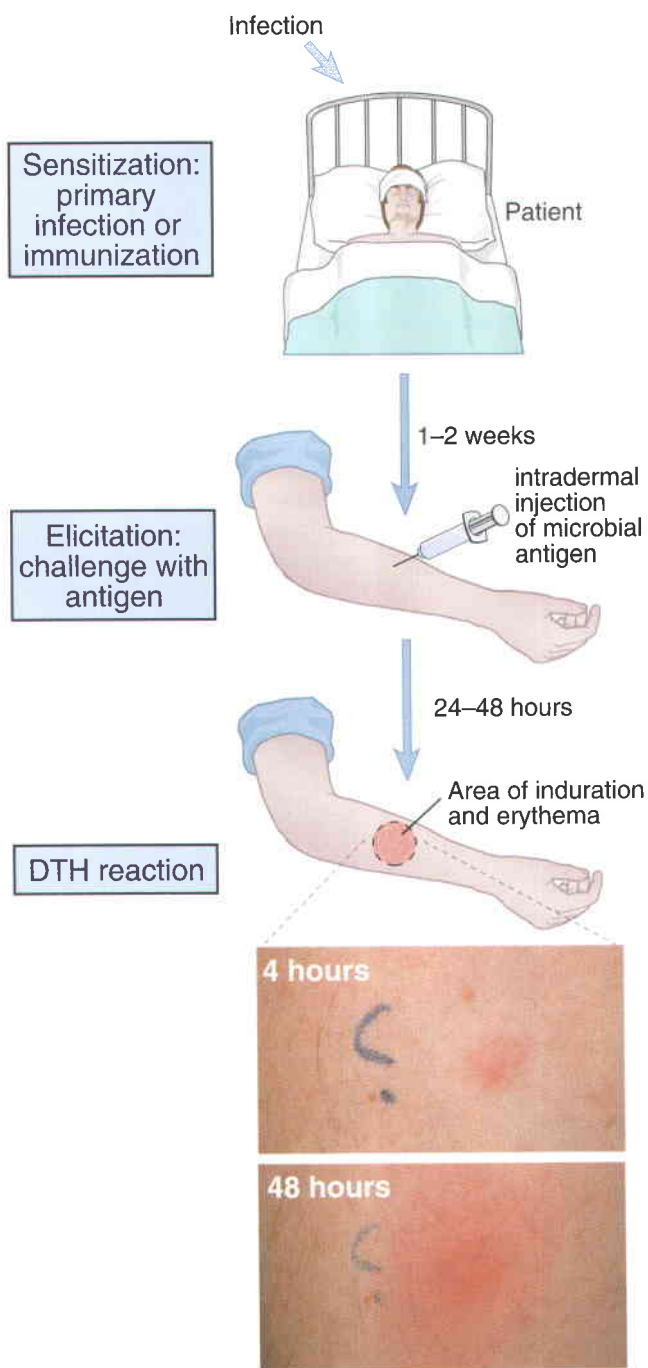 Infection
Sensitization:
primary
infection or
immunization
Patient
1–2 weeks
intradermal
injection
of microbial
antigen
Elicitation:
challenge with
antigen
24–48 hours
Area of induration
and erythema
DTH reaction
4 hours
48 hours